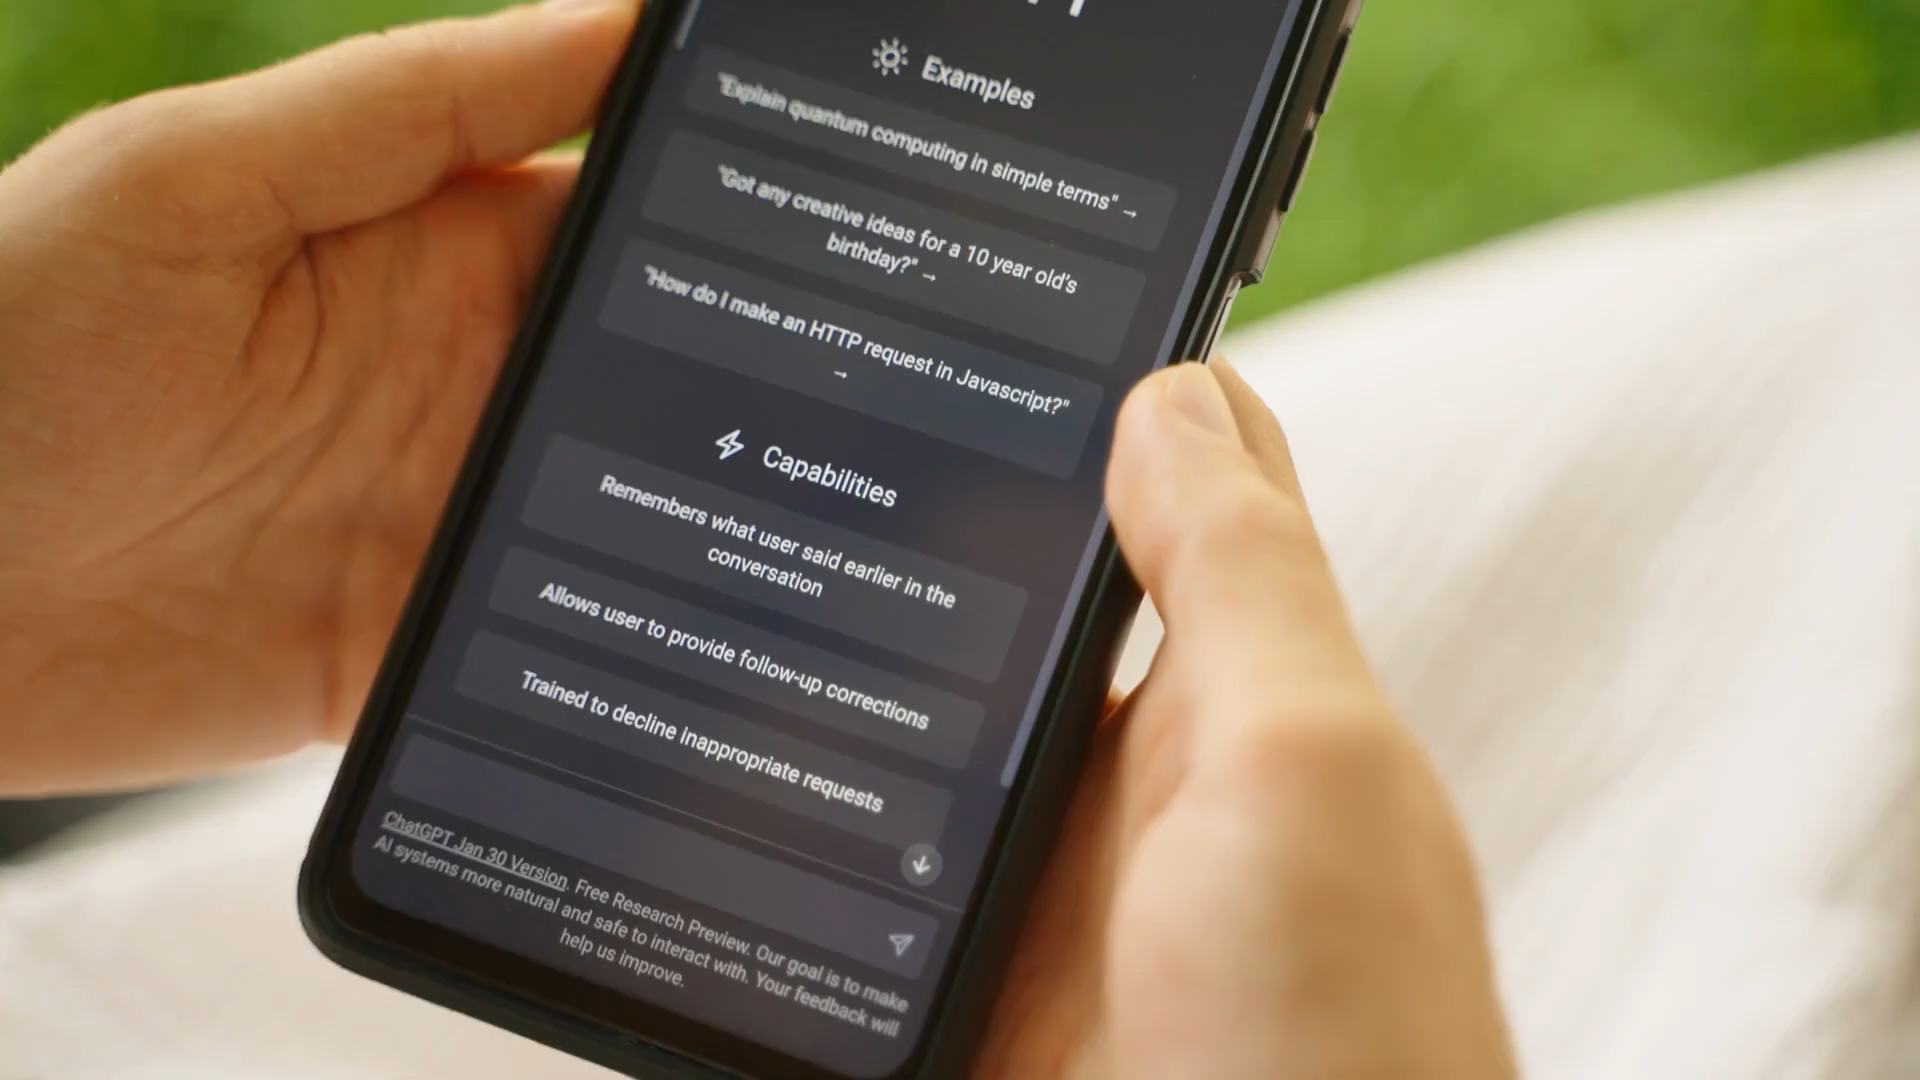 Examples
"Explain quantum computing in simple terms" →
"Got any creative ideas for a 10 year old's
birthday?" →
"How do I make an HTTP request in Javascript?"
→
Capabilities
Remembers what user said earlier in the
conversation
Allows user to provide follow-up corrections
Trained to decline inappropriate requests
ChatGPT Jan 30 Version. Free Research Preview. Our goal is to make
AI systems more natural and safe to interact with. Your feedback will
help us improve.